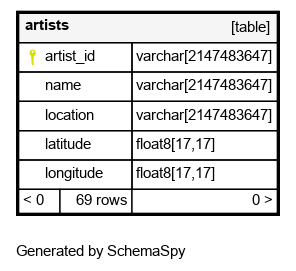 artists [table]
artist_id varchar[2147483647]
name varchar[2147483647]
location varchar[2147483647]
latitude float8[17,17]
longitude float8[17,17]
< 0 69 rows 0 >
Generated by SchemaSpy